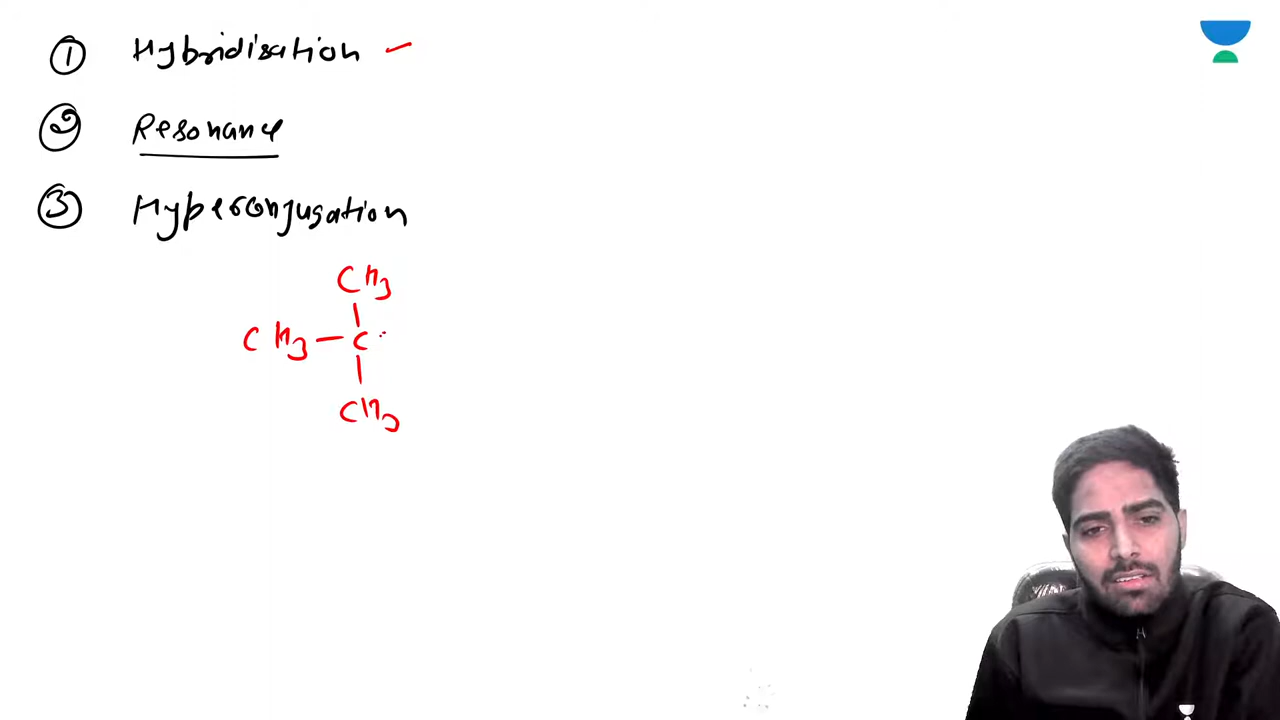 ① Hybridisation
② Resonance
③ Hyperconjugation
CH3
CH3 — C
CH3